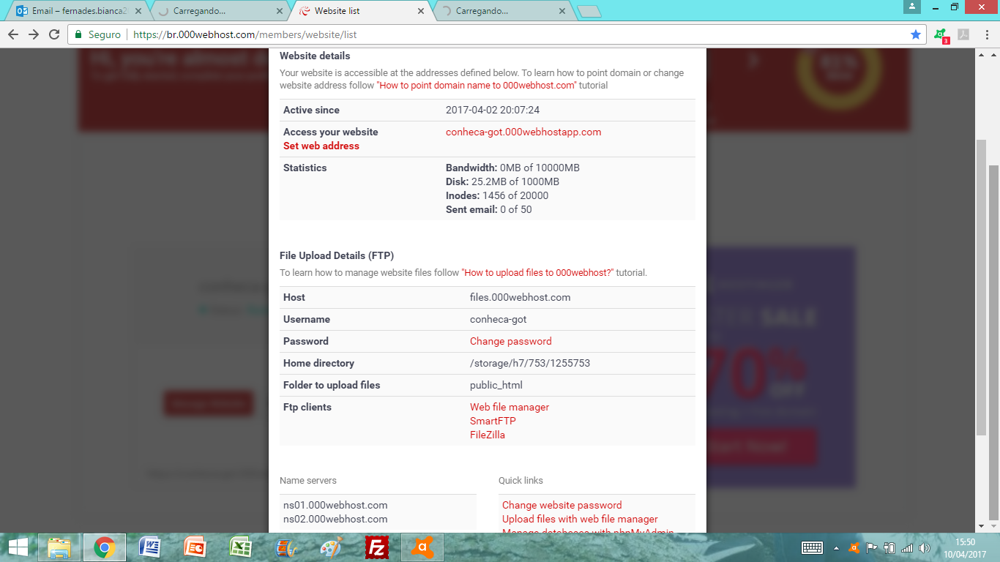 Email – fernades.bianca2
Carregando...
Website list
Carregando...
Seguro
https://br.000webhost.com/members/website/list
3
Website details
Your website is accessible at the addresses defined below. To learn how to point domain or change
website address follow "How to point domain name to 000webhost.com" tutorial
Active since 2017-04-02 20:07:24
Access your website conheca-got.000webhostapp.com
Set web address
Statistics Bandwidth: 0MB of 10000MB
Disk: 25.2MB of 1000MB
Inodes: 1456 of 20000
Sent email: 0 of 50
File Upload Details (FTP)
To learn how to manage website files follow "How to upload files to 000webhost?" tutorial.
Host files.000webhost.com
Username conheca-got
Password Change password
Home directory /storage/h7/753/1255753
Folder to upload files public_html
Ftp clients Web file manager
SmartFTP
FileZilla
SALE
70%
OFF
Name servers
ns01.000webhost.com
ns02.000webhost.com
Quick links
Change website password
Upload files with web file manager
Manage databases with phpMyAdmin
15:50
10/04/2017